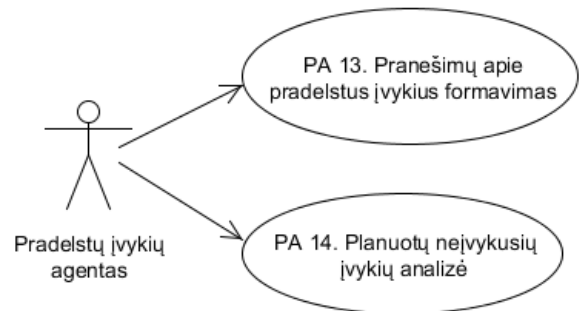 PA 13. Pranešimų apie
pradelstus įvykius formavimas
Pradelstų įvykių
agentas
PA 14. Planuotų neįvykusių
įvykių analizė